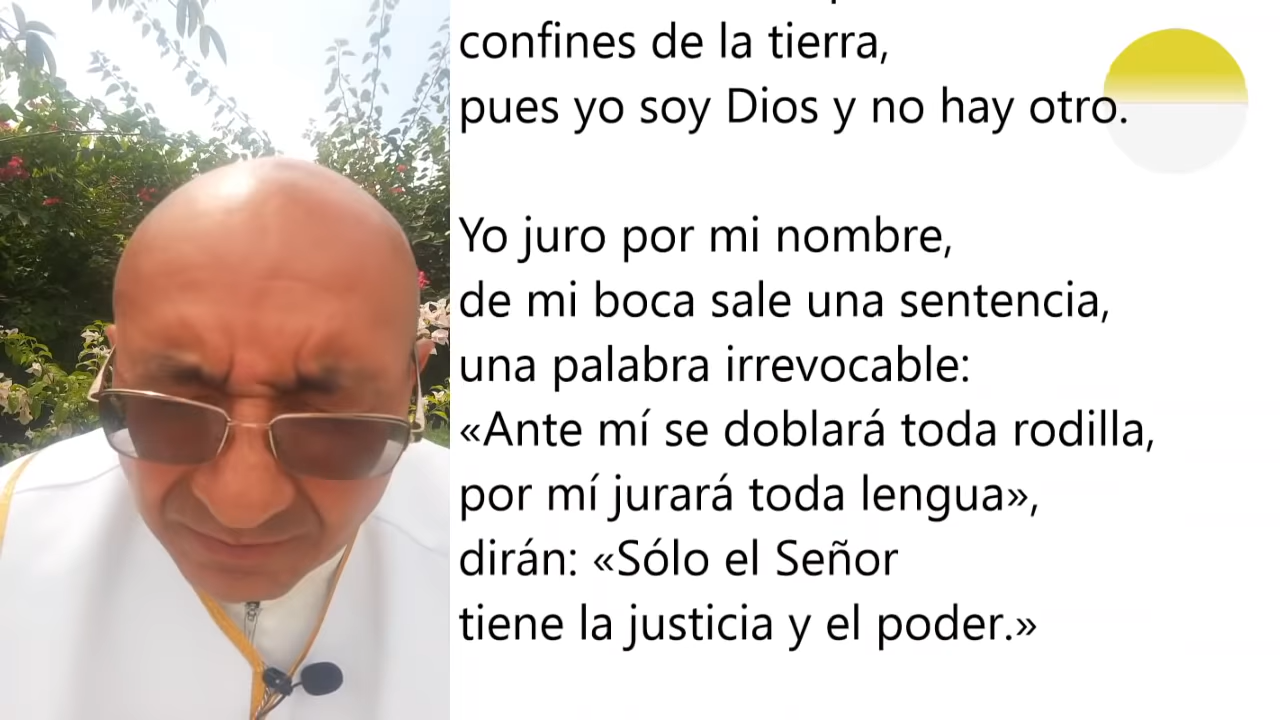 confines de la tierra,
pues yo soy Dios y no hay otro.
Yo juro por mi nombre,
de mi boca sale una sentencia,
una palabra irrevocable:
«Ante mí se doblará toda rodilla,
por mí jurará toda lengua»,
dirán: «Sólo el Señor
tiene la justicia y el poder.»